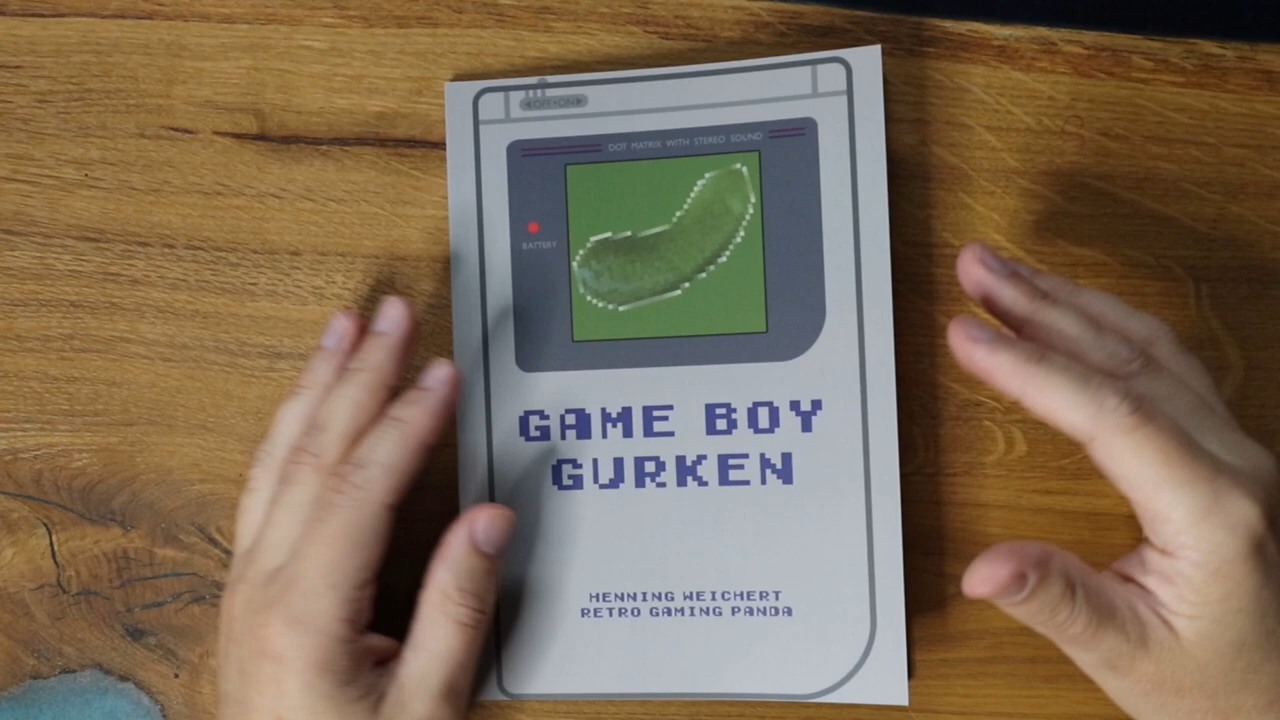 ◀OFF•ON▶
DOT MATRIX WITH STEREO SOUND
BATTERY
GAME BOY
GURKEN
HENNING WEICHERT
RETRO GAMING PANDA